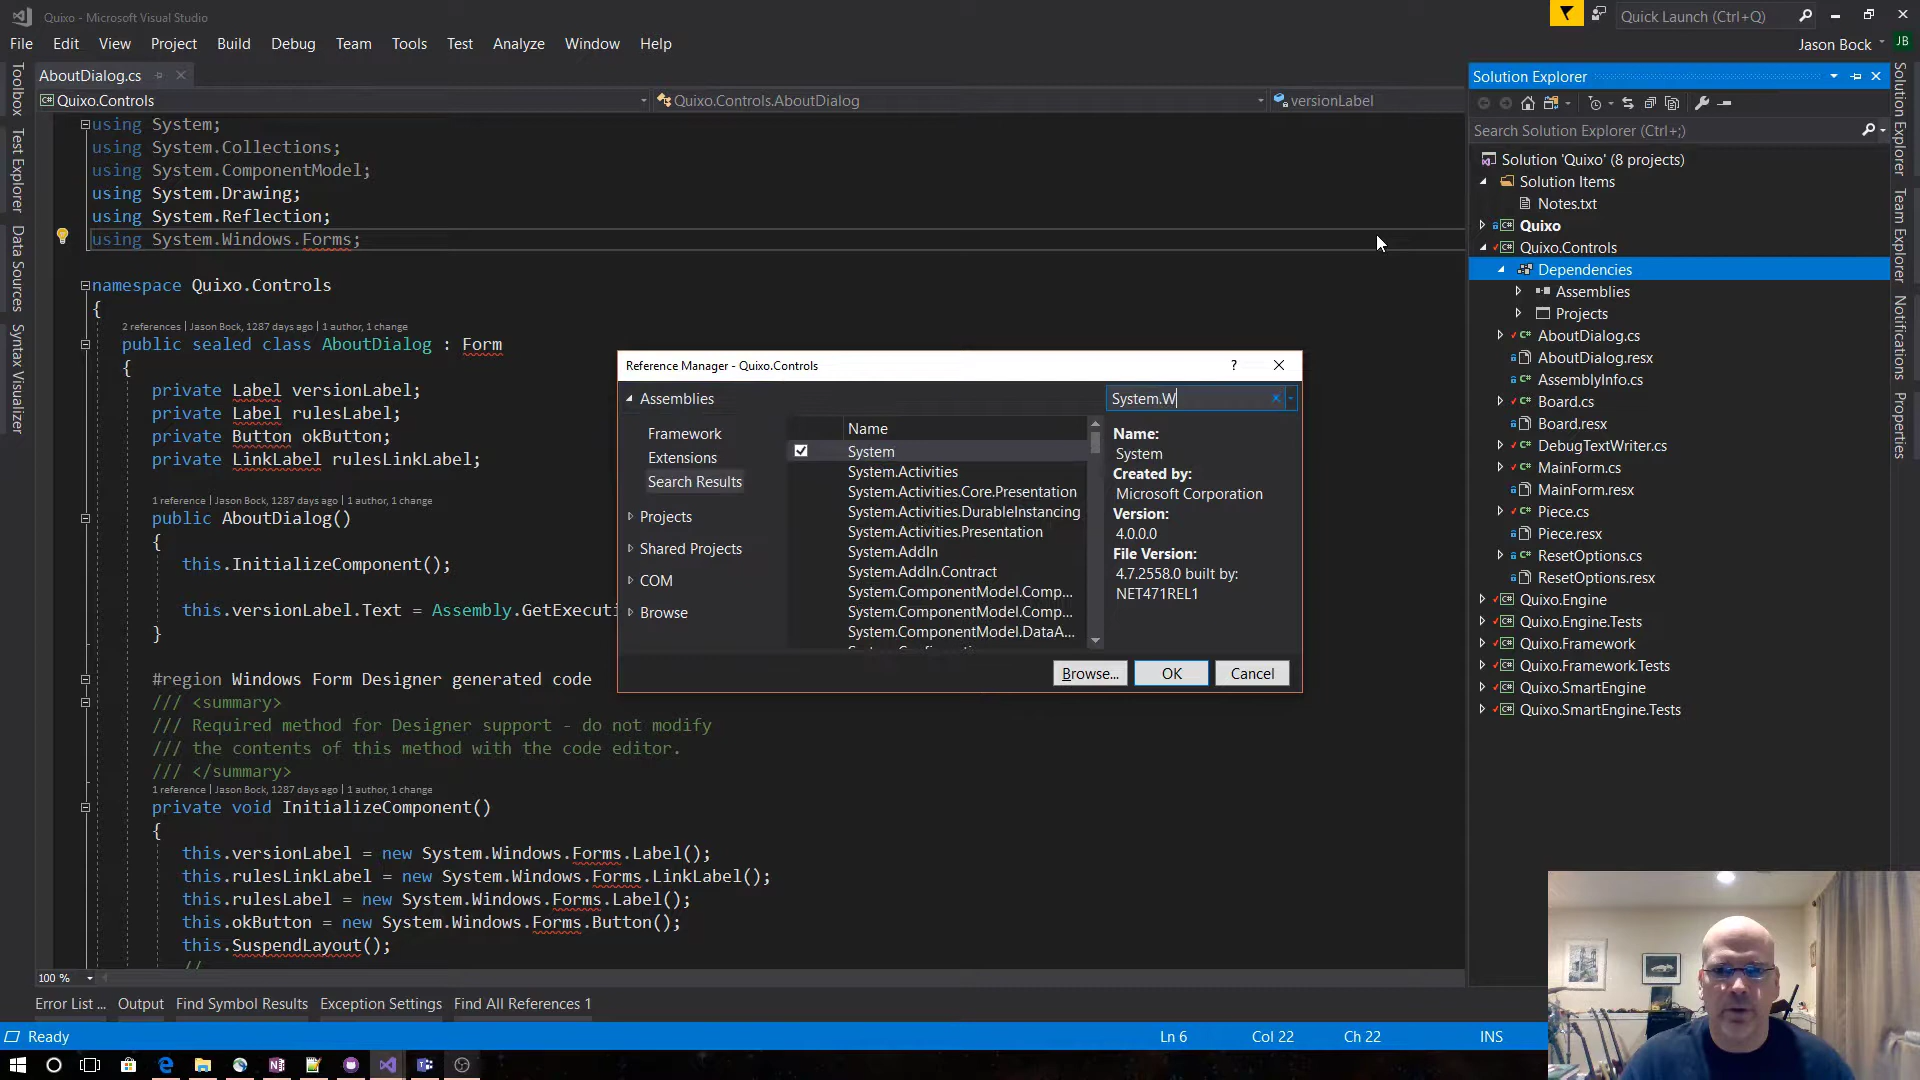 Quixo - Microsoft Visual Studio
Quick Launch (Ctrl+Q)
File Edit View Project Build Debug Team Tools Test Analyze Window Help
Jason Bock JB
AboutDialog.cs
Quixo.Controls
Quixo.Controls.AboutDialog
versionLabel
Toolbox
Test Explorer
Data Sources
Syntax Visualizer
using System;
using System.Collections;
using System.ComponentModel;
using System.Drawing;
using System.Reflection;
using System.Windows.Forms;
namespace Quixo.Controls
{
2 references | Jason Bock, 1287 days ago | 1 author, 1 change
public sealed class AboutDialog : Form
{
private Label versionLabel;
private Label rulesLabel;
private Button okButton;
private LinkLabel rulesLinkLabel;
1 reference | Jason Bock, 1287 days ago | 1 author, 1 change
public AboutDialog()
{
this.InitializeComponent();
this.versionLabel.Text = Assembly.GetExecuti
}
#region Windows Form Designer generated code
/// <summary>
/// Required method for Designer support - do not modify
/// the contents of this method with the code editor.
/// </summary>
1 reference | Jason Bock, 1287 days ago | 1 author, 1 change
private void InitializeComponent()
{
this.versionLabel = new System.Windows.Forms.Label();
this.rulesLinkLabel = new System.Windows.Forms.LinkLabel();
this.rulesLabel = new System.Windows.Forms.Label();
this.okButton = new System.Windows.Forms.Button();
this.SuspendLayout();
//
100 %
Reference Manager - Quixo.Controls
?
Assemblies
Framework
Extensions
Search Results
Projects
Shared Projects
COM
Browse
Name
System
System.Activities
System.Activities.Core.Presentation
System.Activities.DurableInstancing
System.Activities.Presentation
System.AddIn
System.AddIn.Contract
System.ComponentModel.Comp...
System.ComponentModel.Comp...
System.ComponentModel.DataA...
System.W
Name:
System
Created by:
Microsoft Corporation
Version:
4.0.0.0
File Version:
4.7.2558.0 built by:
NET471REL1
Browse... OK Cancel
Solution Explorer
Search Solution Explorer (Ctrl+;)
Solution 'Quixo' (8 projects)
Solution Items
Notes.txt
Quixo
Quixo.Controls
Dependencies
Assemblies
Projects
AboutDialog.cs
AboutDialog.resx
AssemblyInfo.cs
Board.cs
Board.resx
DebugTextWriter.cs
MainForm.cs
MainForm.resx
Piece.cs
Piece.resx
ResetOptions.cs
ResetOptions.resx
Quixo.Engine
Quixo.Engine.Tests
Quixo.Framework
Quixo.Framework.Tests
Quixo.SmartEngine
Quixo.SmartEngine.Tests
Solution Explorer
Team Explorer
Notifications
Properties
Error List ... Output Find Symbol Results Exception Settings Find All References 1
Ready
Ln 6 Col 22 Ch 22 INS